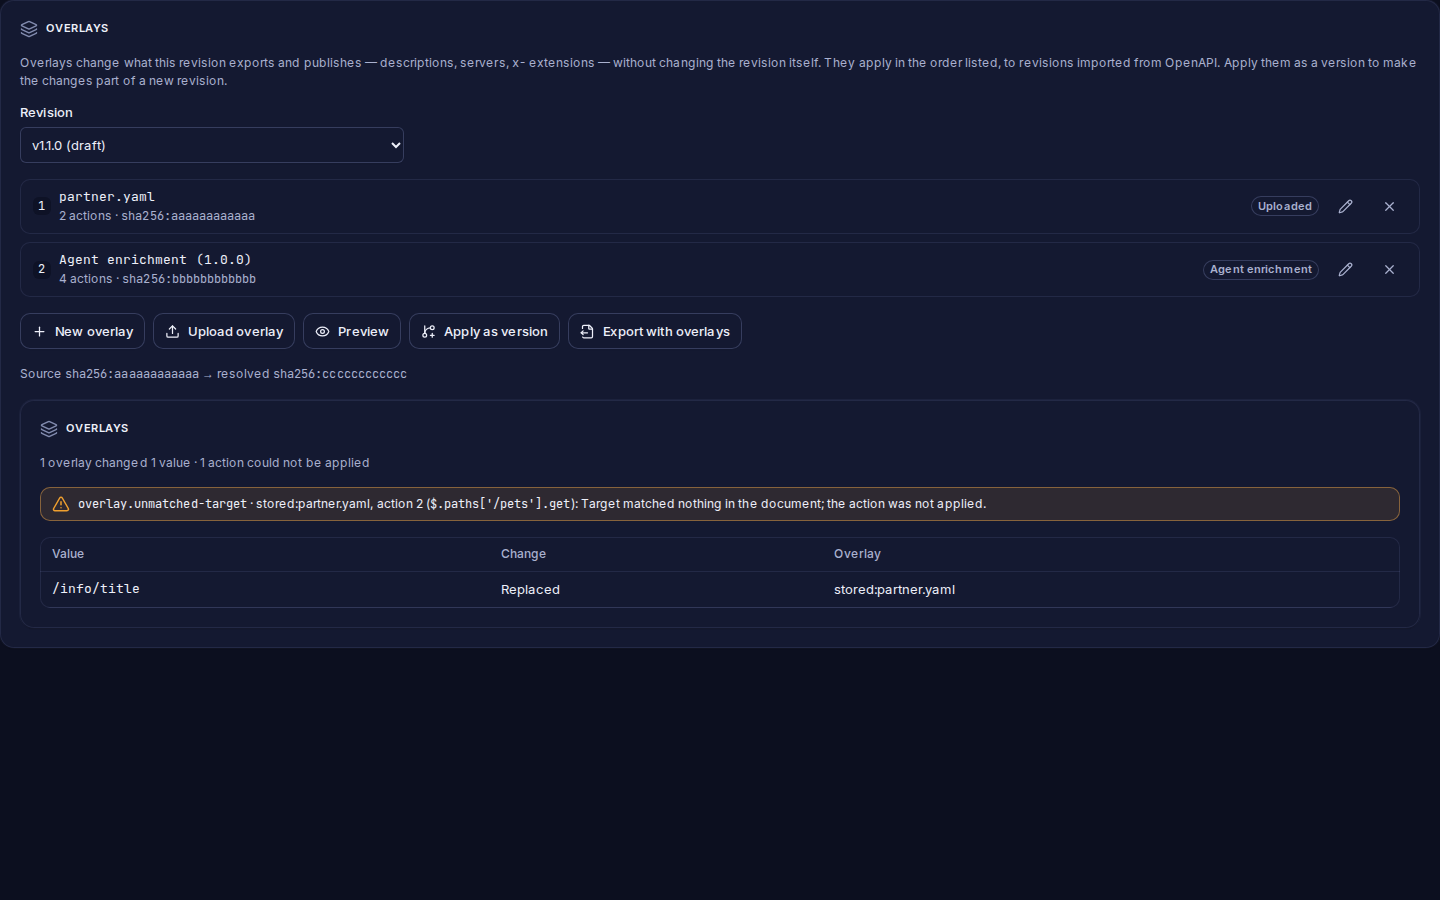 OVERLAYS
Overlays change what this revision exports and publishes — descriptions, servers, x- extensions — without changing the revision itself. They apply in the order listed, to revisions imported from OpenAPI. Apply them as a version to make
the changes part of a new revision.
Revision
v1.1.0 (draft)
1 partner.yaml
2 actions · sha256:aaaaaaaaaaaa
Uploaded
2 Agent enrichment (1.0.0)
4 actions · sha256:bbbbbbbbbbbb
Agent enrichment
New overlay Upload overlay Preview Apply as version Export with overlays
Source sha256:aaaaaaaaaaaa → resolved sha256:cccccccccccc
OVERLAYS
1 overlay changed 1 value · 1 action could not be applied
overlay.unmatched-target · stored:partner.yaml, action 2 ($.paths['/pets'].get): Target matched nothing in the document; the action was not applied.
Value Change Overlay
/info/title Replaced stored:partner.yaml